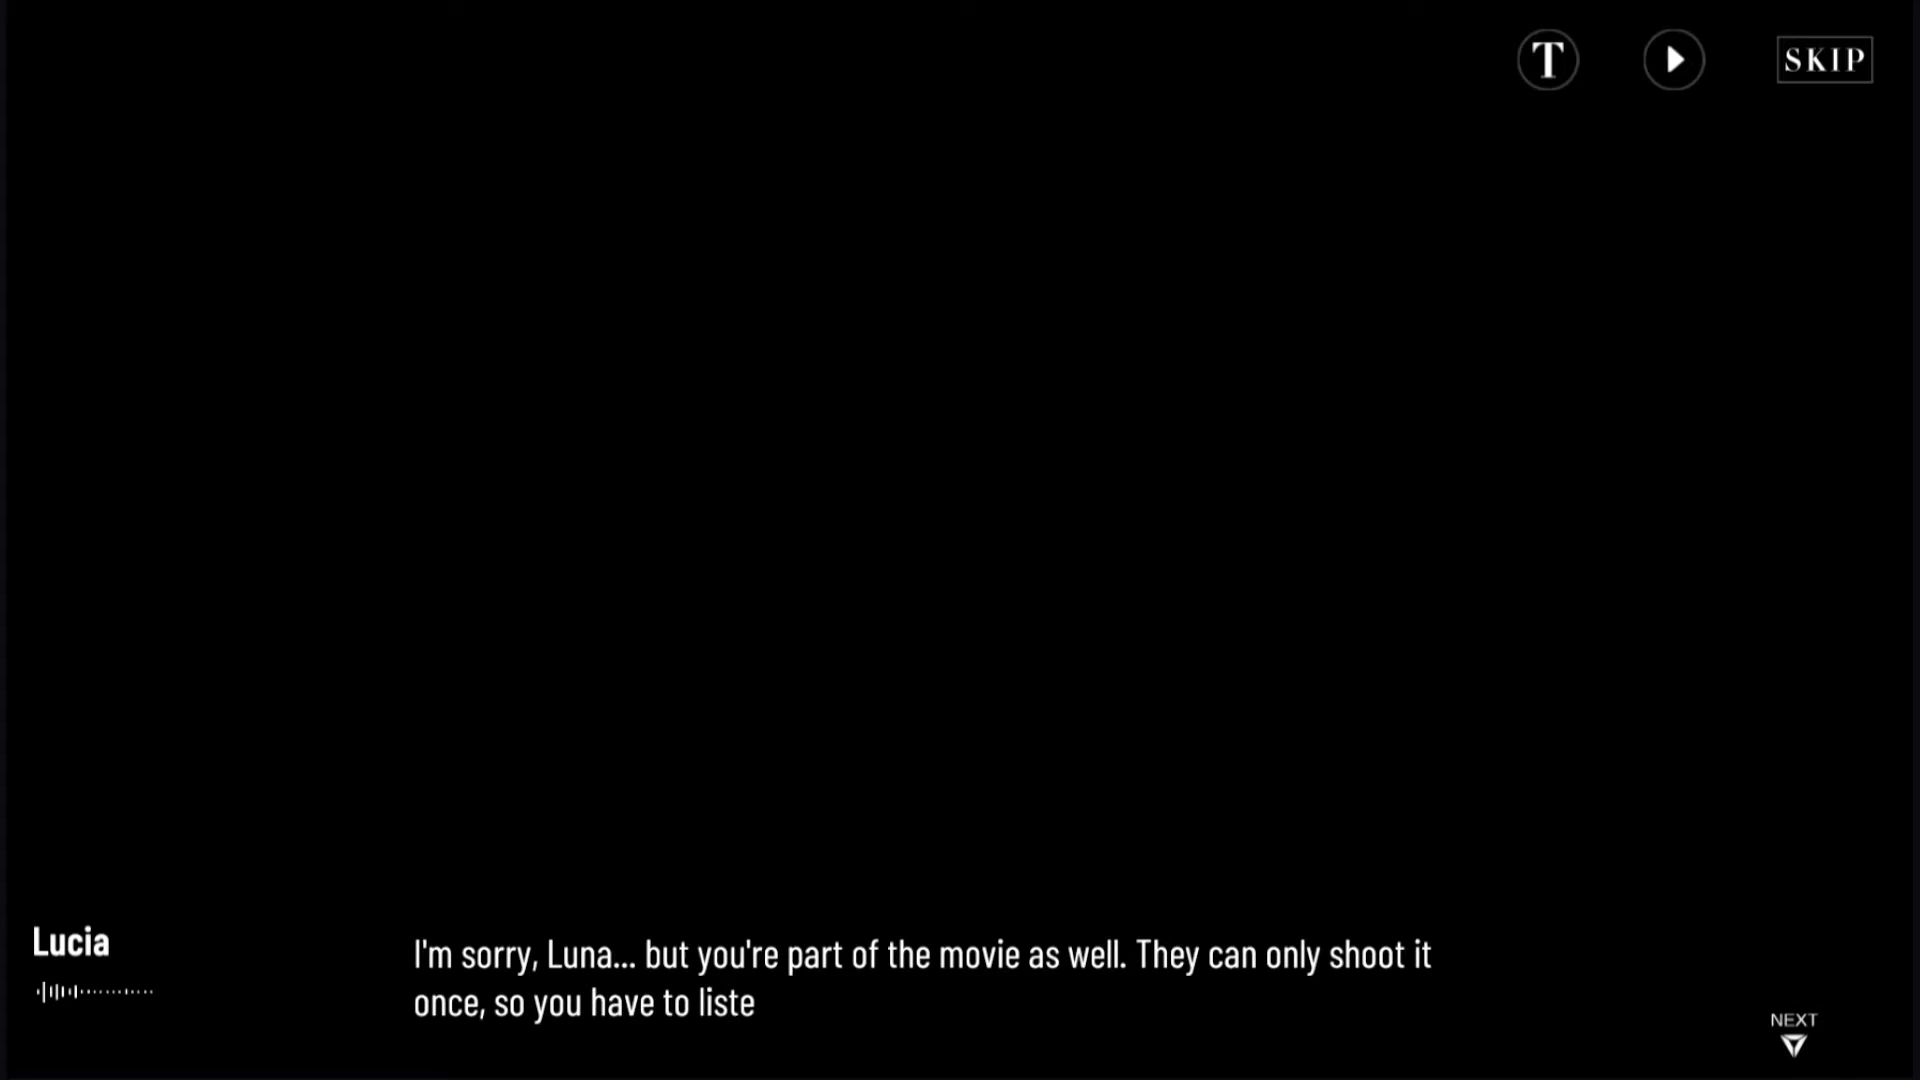 T
SKIP
Lucia
I'm sorry, Luna... but you're part of the movie as well. They can only shoot it
once, so you have to liste
NEXT